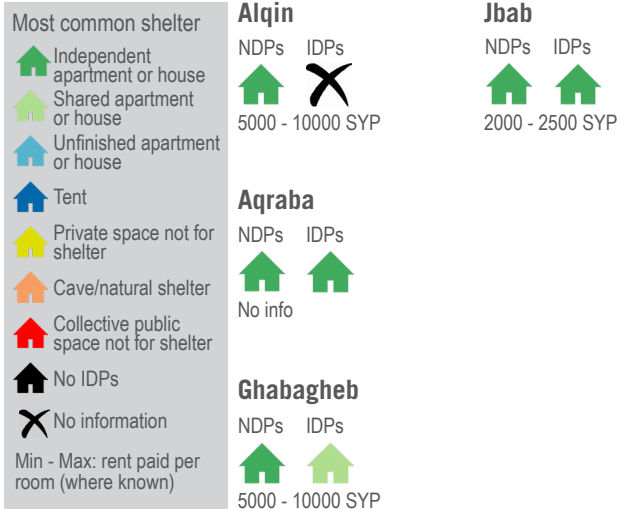 Most common shelter
Independent
apartment or house
Shared apartment
or house
Unfinished apartment
or house
Tent
Private space not for
shelter
Cave/natural shelter
Collective public
space not for shelter
No IDPs
No information
Min - Max: rent paid per
room (where known)
Alqin
NDPs IDPs
5000 - 10000 SYP
Jbab
NDPs IDPs
2000 - 2500 SYP
Aqraba
NDPs IDPs
No info
Ghabagheb
NDPs IDPs
5000 - 10000 SYP